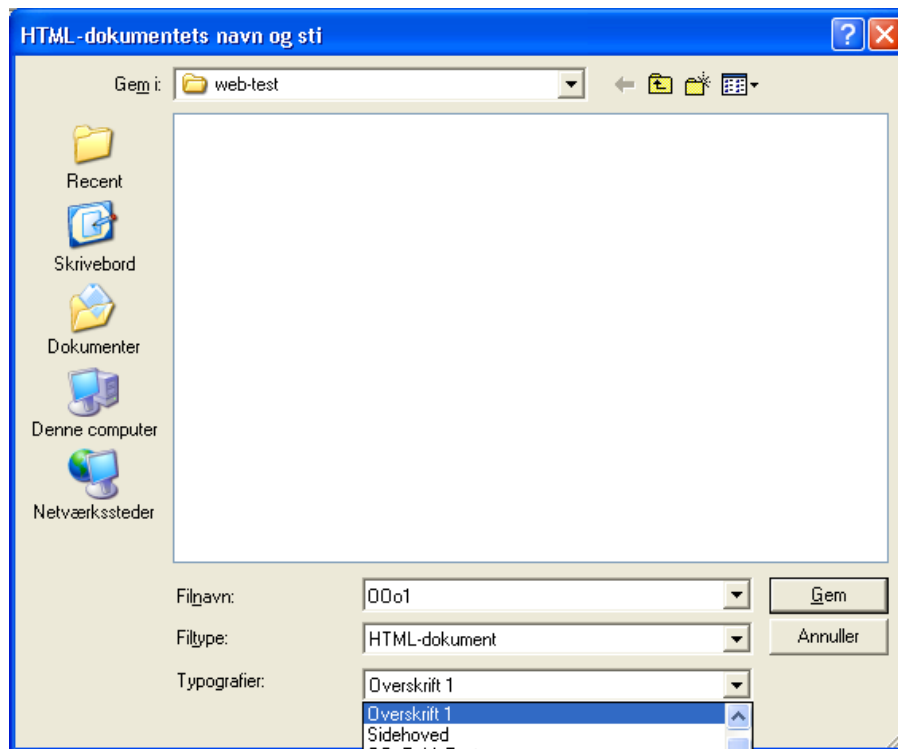 HTML-dokumentets navn og sti
Gem i: web-test
Recent
Skrivebord
Dokumenter
Denne computer
Netværkssteder
Filnavn: OOo1 Gem
Filtype: HTML-dokument Annuller
Typografier: Overskrift 1
Overskrift 1
Sidehoved